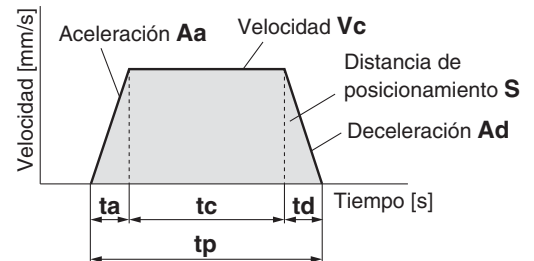 Velocidad [mm/s]
Aceleración Aa
Velocidad Vc
Distancia de
posicionamiento S
Deceleración Ad
Tiempo [s]
ta
tc
td
tp